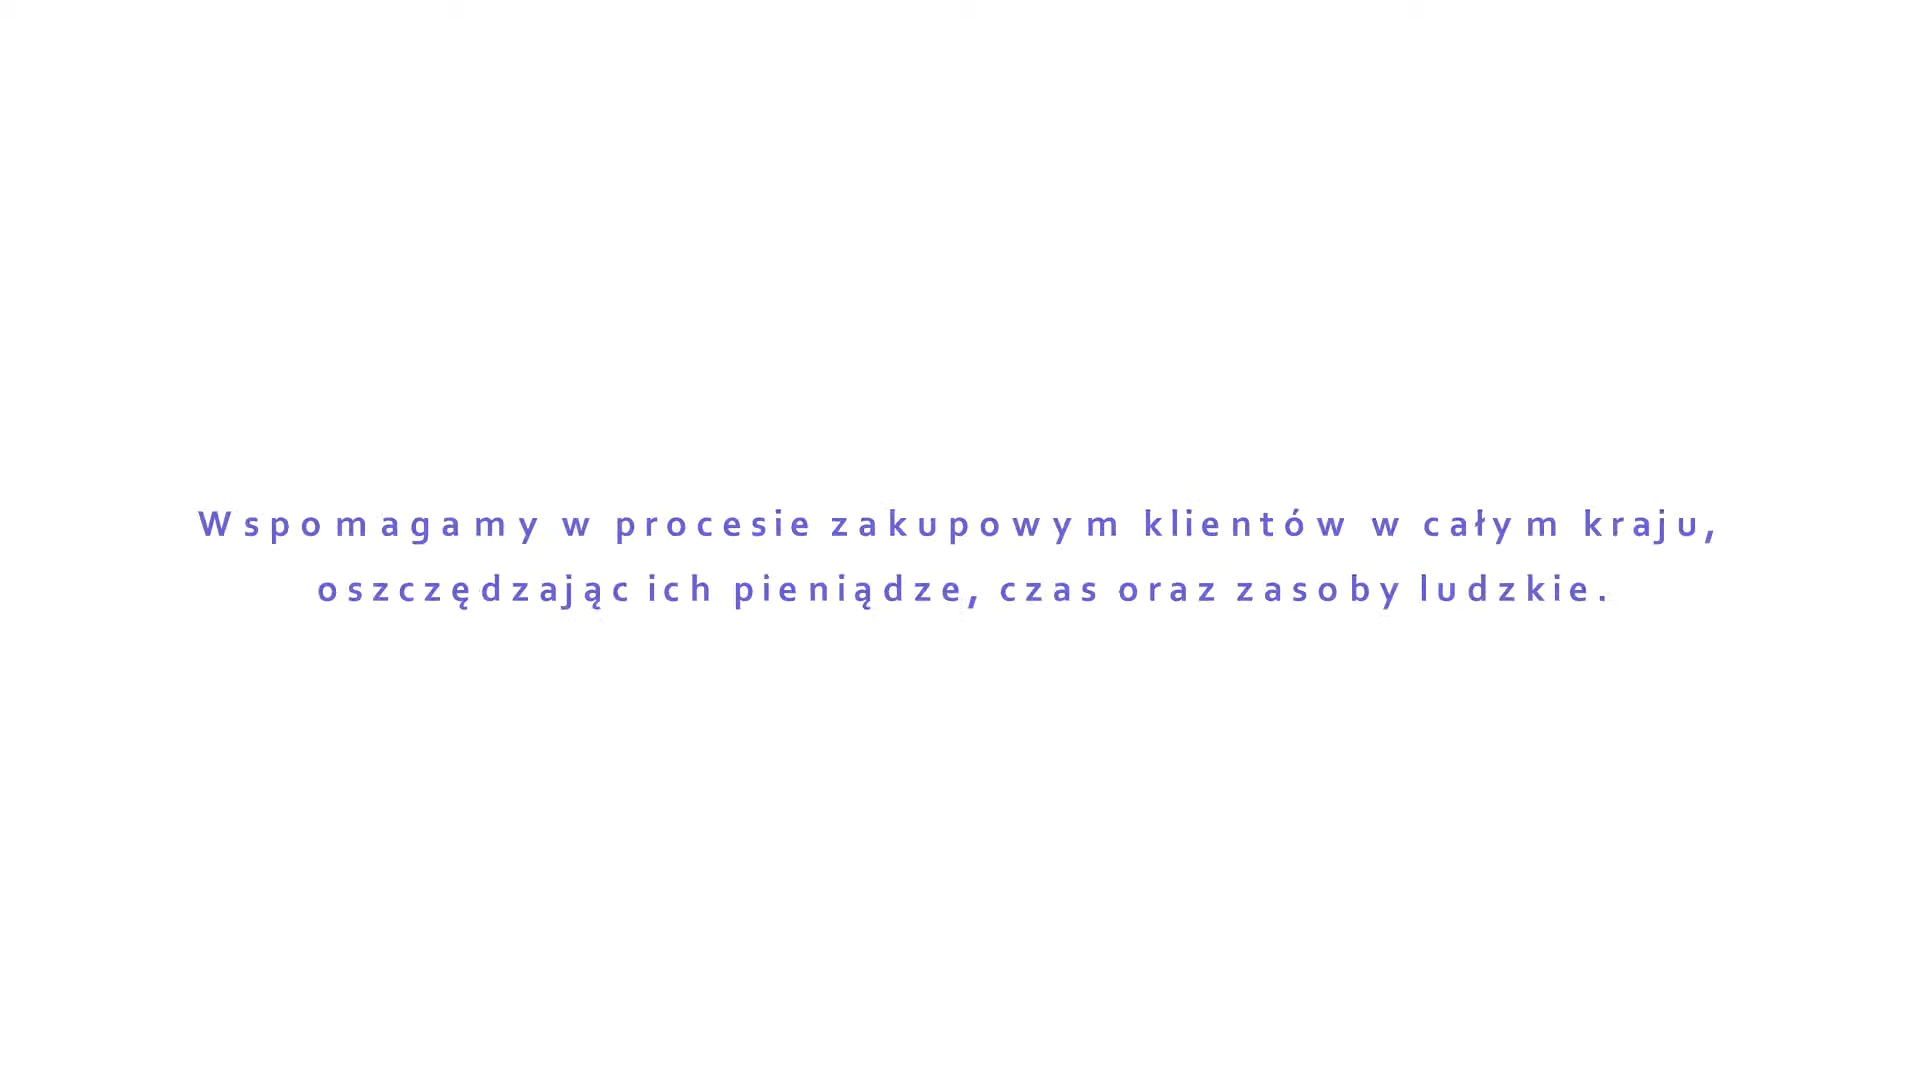 Wspomagamy w procesie zakupowym klientów w całym kraju,
oszczędzając ich pieniądze, czas oraz zasoby ludzkie.